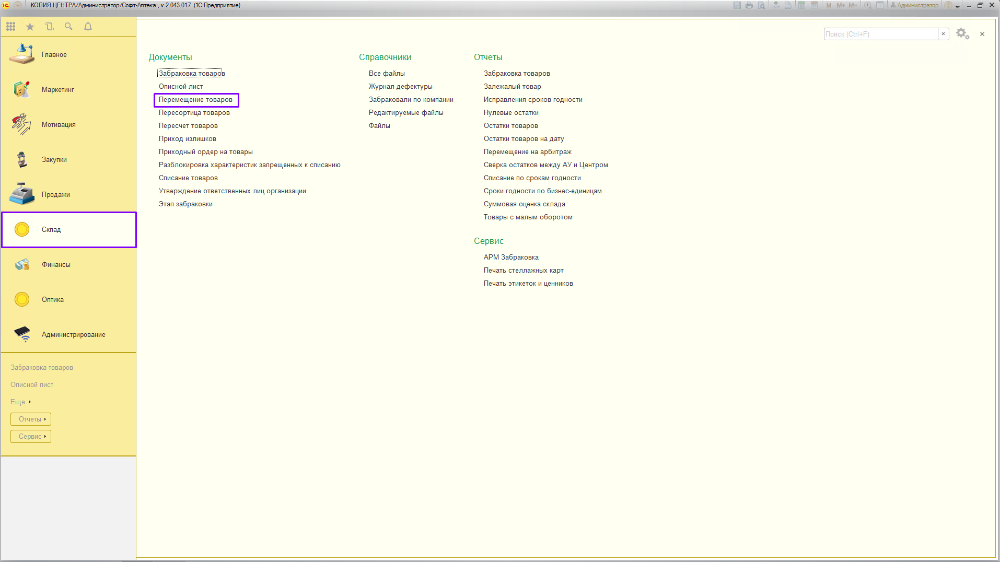 КОПИЯ ЦЕНТРА/Администратор/Софт-Аптека:, v.2.043.017 (1С:Предприятие)
M M+ M-
Администратор
Поиск (Ctrl+F)
Главное
Маркетинг
Мотивация
Закупки
Продажи
Склад
Финансы
Оптика
Администрирование
Забраковка товаров
Описной лист
Еще
Отчеты
Сервис
Документы
Забраковка товаров
Описной лист
Перемещение товаров
Пересортица товаров
Пересчет товаров
Приход излишков
Приходный ордер на товары
Разблокировка характеристик запрещенных к списанию
Списание товаров
Утверждение ответственных лиц организации
Этап забраковки
Справочники
Все файлы
Журнал дефектуры
Забраковали по компании
Редактируемые файлы
Файлы
Отчеты
Забраковка товаров
Залежалый товар
Исправления сроков годности
Нулевые остатки
Остатки товаров
Остатки товаров на дату
Перемещение на арбитраж
Сверка остатков между АУ и Центром
Списание по срокам годности
Сроки годности по бизнес-единицам
Суммовая оценка склада
Товары с малым оборотом
Сервис
АРМ Забраковка
Печать стеллажных карт
Печать этикеток и ценников